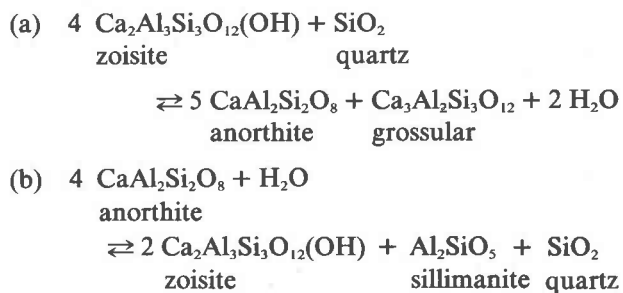 (a) 4 Ca₂Al₃Si₃O₁₂(OH) + SiO₂
zoisite quartz
⇄ 5 CaAl₂Si₂O₈ + Ca₃Al₂Si₃O₁₂ + 2 H₂O
anorthite grossular
(b) 4 CaAl₂Si₂O₈ + H₂O
anorthite
⇄ 2 Ca₂Al₃Si₃O₁₂(OH) + Al₂SiO₅ + SiO₂
zoisite sillimanite quartz